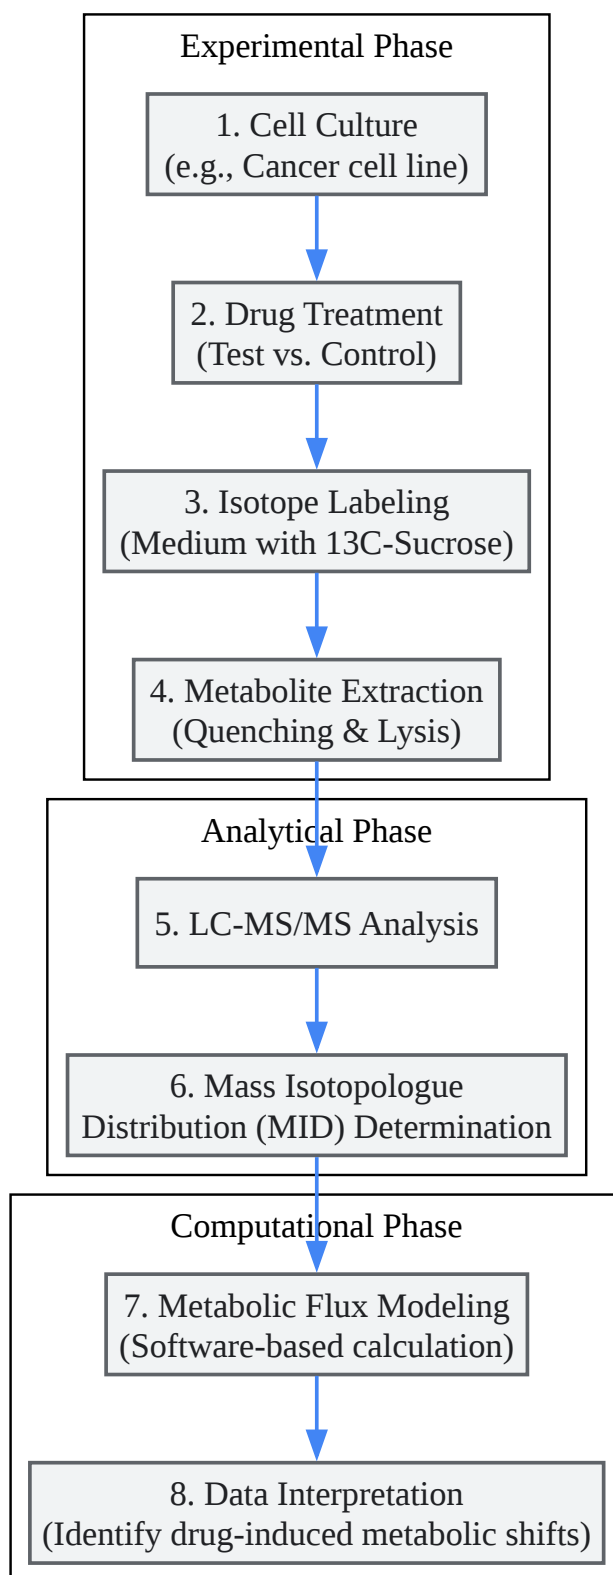 Experimental Phase
1. Cell Culture
(e.g., Cancer cell line)
2. Drug Treatment
(Test vs. Control)
3. Isotope Labeling
(Medium with 13C-Sucrose)
4. Metabolite Extraction
(Quenching & Lysis)
Analytical Phase
5. LC-MS/MS Analysis
6. Mass Isotopologue
Distribution (MID) Determination
Computational Phase
7. Metabolic Flux Modeling
(Software-based calculation)
8. Data Interpretation
(Identify drug-induced metabolic shifts)